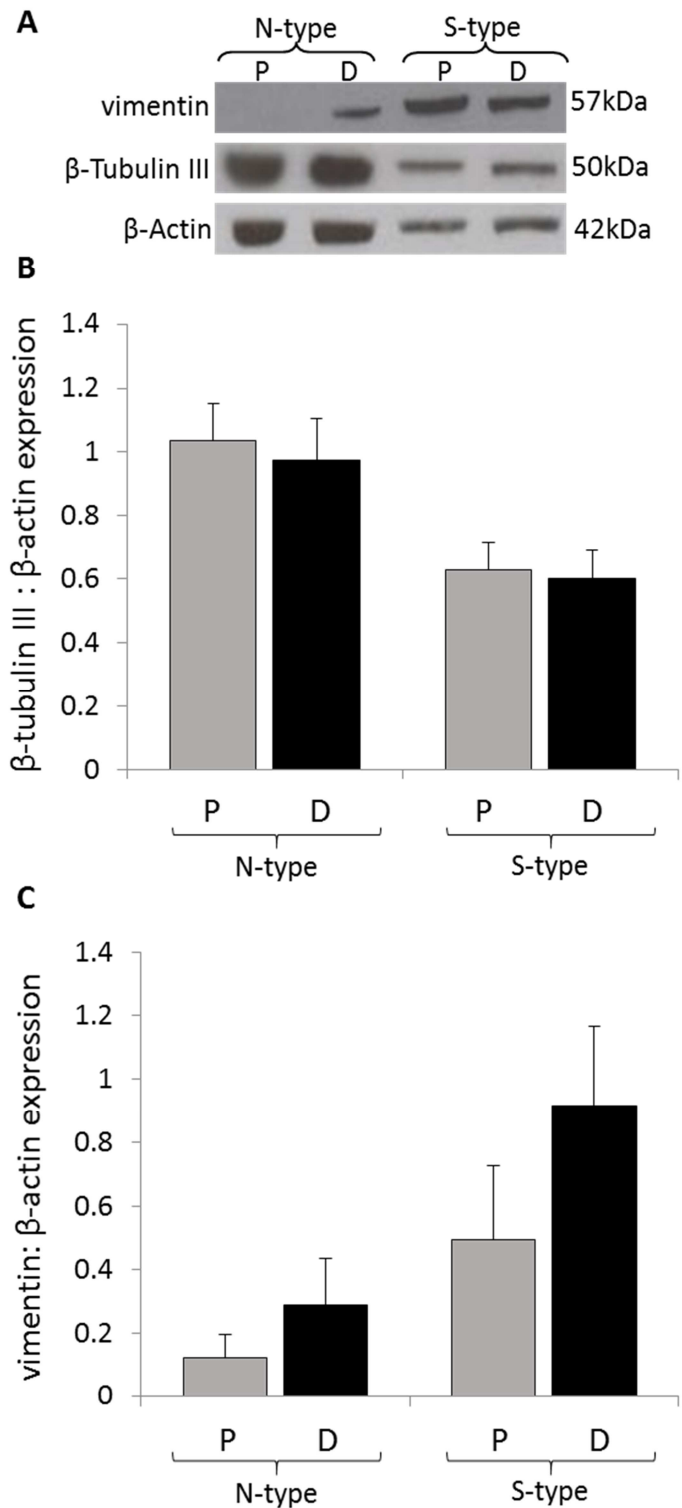 A
N-type S-type
P D P D
vimentin 57kDa
β-Tubulin III 50kDa
β-Actin 42kDa
B
β-tubulin III : β-actin expression
1.4
1.2
1
0.8
0.6
0.4
0.2
0
P D P D
N-type S-type
C
vimentin: β-actin expression
1.4
1.2
1
0.8
0.6
0.4
0.2
0
P D P D
N-type S-type